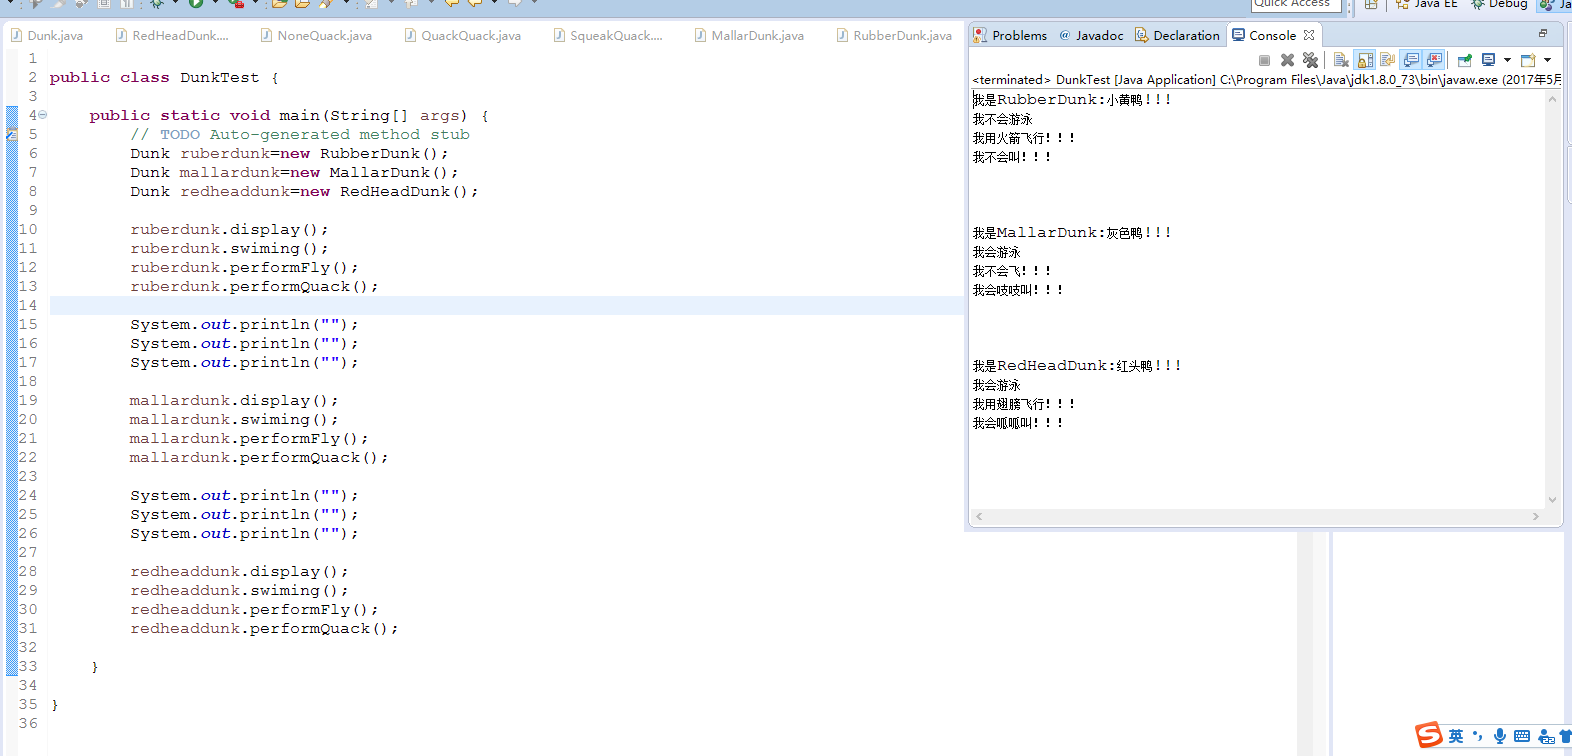 Quick Access
Java EE
Debug
Ja
Dunk.java
RedHeadDunk....
NoneQuack.java
QuackQuack.java
SqueakQuack....
MallarDunk.java
RubberDunk.java
1
2 public class DunkTest {
3
4 public static void main(String[] args) {
5 // TODO Auto-generated method stub
6 Dunk ruberdunk=new RubberDunk();
7 Dunk mallardunk=new MallarDunk();
8 Dunk redheaddunk=new RedHeadDunk();
9
10 ruberdunk.display();
11 ruberdunk.swiming();
12 ruberdunk.performFly();
13 ruberdunk.performQuack();
14
15 System.out.println("");
16 System.out.println("");
17 System.out.println("");
18
19 mallardunk.display();
20 mallardunk.swiming();
21 mallardunk.performFly();
22 mallardunk.performQuack();
23
24 System.out.println("");
25 System.out.println("");
26 System.out.println("");
27
28 redheaddunk.display();
29 redheaddunk.swiming();
30 redheaddunk.performFly();
31 redheaddunk.performQuack();
32
33 }
34
35 }
36
Problems
@ Javadoc
Declaration
Console
<terminated> DunkTest [Java Application] C:\Program Files\Java\jdk1.8.0_73\bin\javaw.exe (2017年5月
我是RubberDunk:小黄鸭!!!
我不会游泳
我用火箭飞行!!!
我不会叫!!!
我是MallarDunk:灰色鸭!!!
我会游泳
我不会飞!!!
我会吱吱叫!!!
我是RedHeadDunk:红头鸭!!!
我会游泳
我用翅膀飞行!!!
我会呱呱叫!!!
S 英